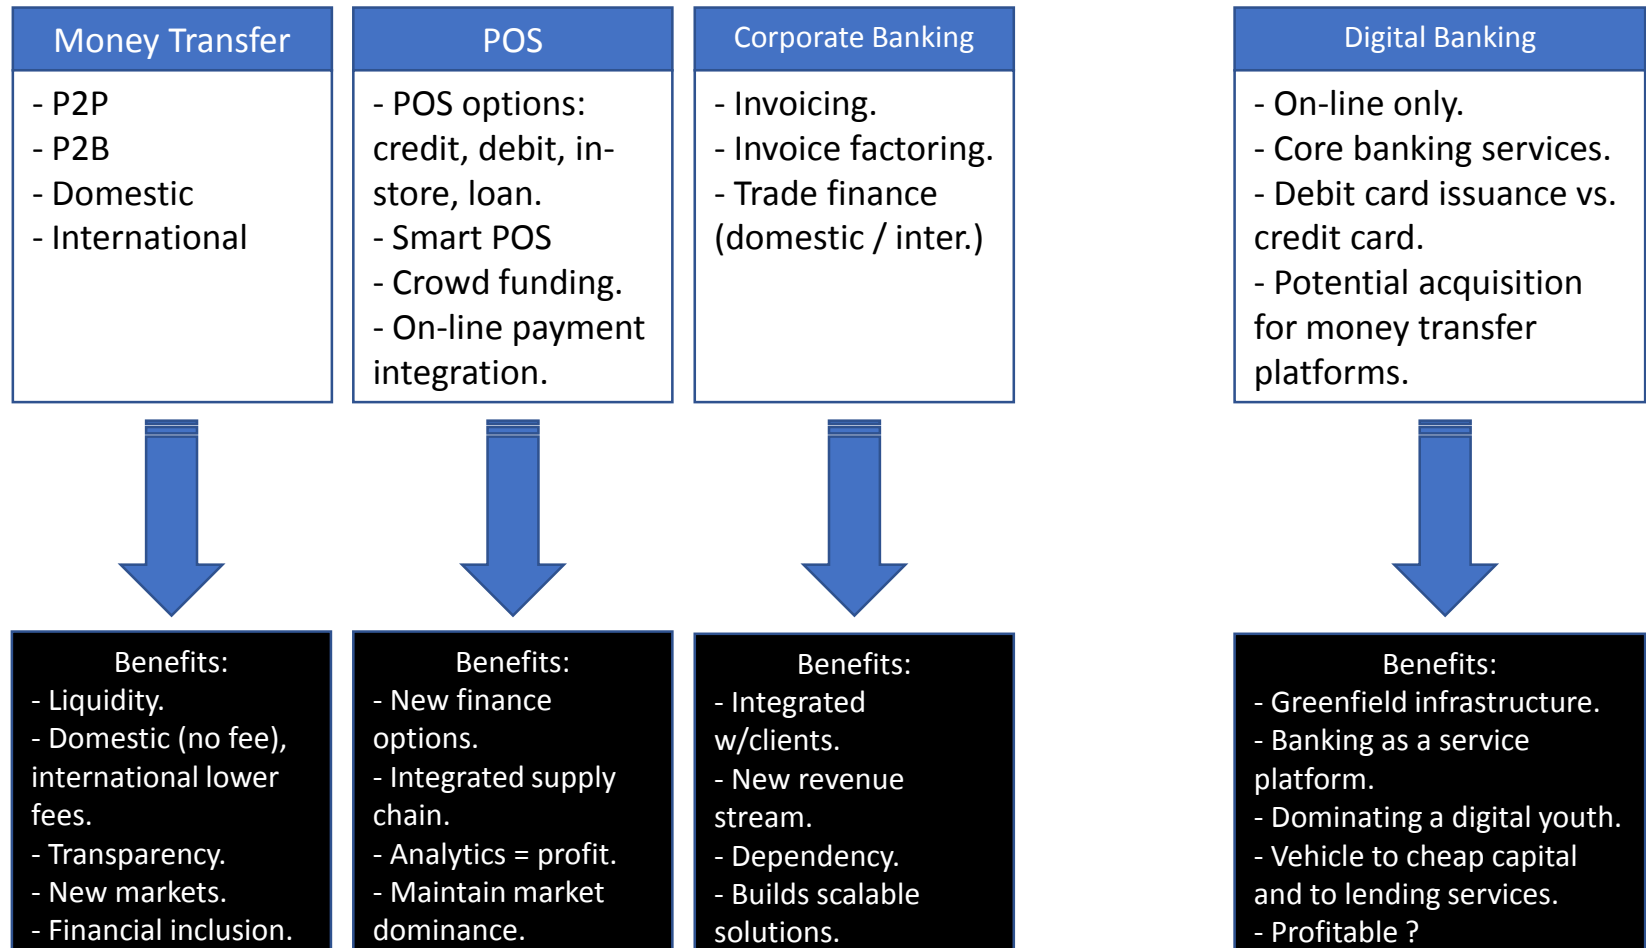 Money Transfer
- P2P
- P2B
- Domestic
- International
POS
- POS options:
credit, debit, in-
store, loan.
- Smart POS
- Crowd funding.
- On-line payment
integration.
Corporate Banking
- Invoicing.
- Invoice factoring.
- Trade finance
(domestic / inter.)
Digital Banking
- On-line only.
- Core banking services.
- Debit card issuance vs.
credit card.
- Potential acquisition
for money transfer
platforms.
Benefits:
- Liquidity.
- Domestic (no fee),
international lower
fees.
- Transparency.
- New markets.
- Financial inclusion.
Benefits:
- New finance
options.
- Integrated supply
chain.
- Analytics = profit.
- Maintain market
dominance.
Benefits:
- Integrated
w/clients.
- New revenue
stream.
- Dependency.
- Builds scalable
solutions.
Benefits:
- Greenfield infrastructure.
- Banking as a service
platform.
- Dominating a digital youth.
- Vehicle to cheap capital
and to lending services.
- Profitable ?